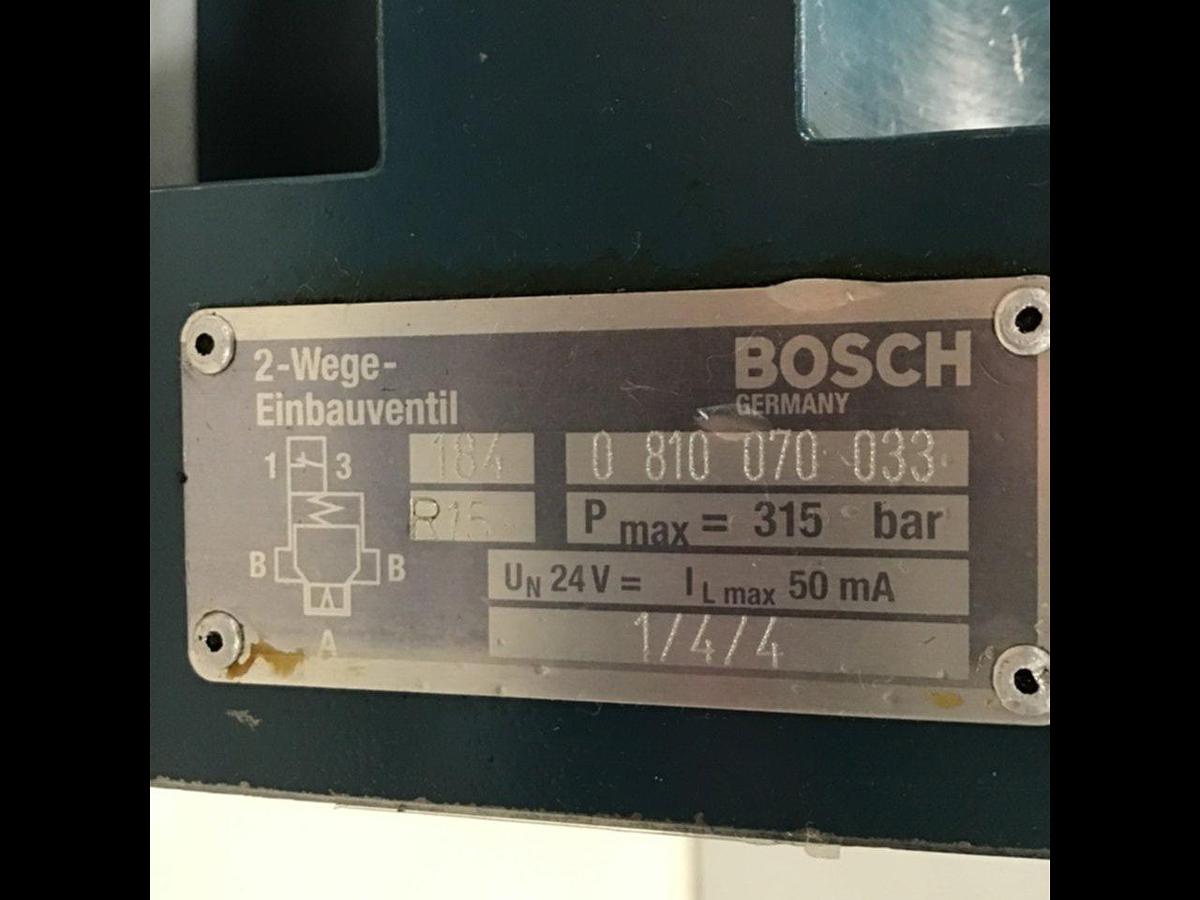 2-Wege-
Einbauventil
BOSCH
GERMANY
184
0 810 070 033
R15
P max = 315 bar
1 3
B B
UN 24V = IL max 50 mA
1/4/4
A